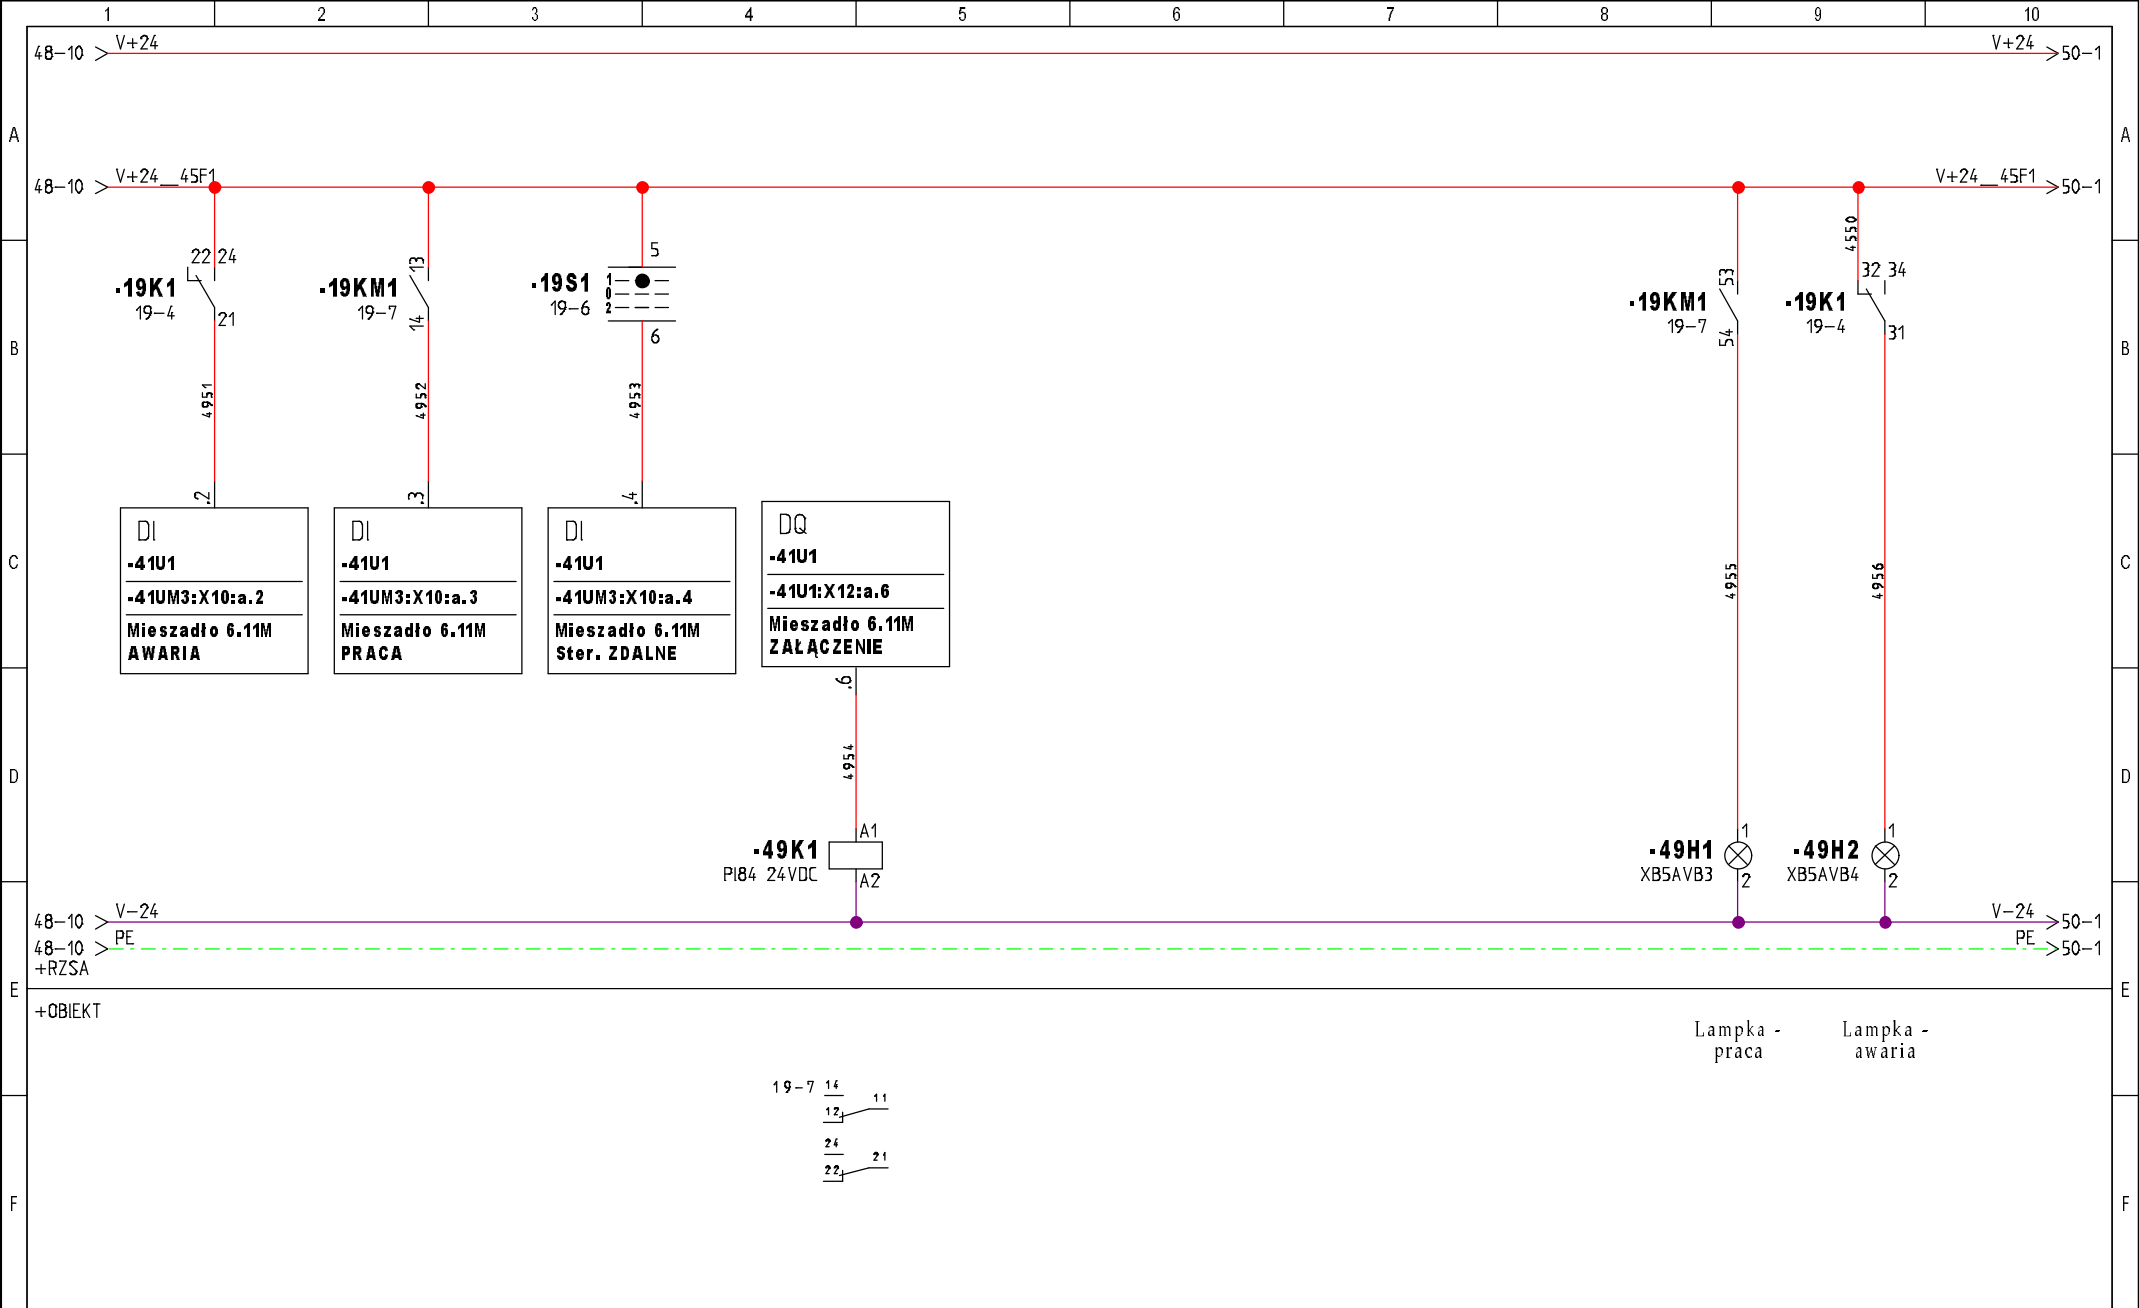 1 2 3 4 5 6 7 8 9 10
48-10 V+24 V+24 50-1
A A
48-10 V+24__45F1 V+24__45F1 50-1
4550
22 24
-19K1
19-4
21
13
-19KM1
19-7
14
5
-19S1
19-6
1
0
2
6
53
-19KM1
19-7
54
32 34
-19K1
19-4
31
B B
4951 4952 4953
.2 .3 .4
DI
-41U1
-41UM3:X10:a.2
Mieszadło 6.11M
AWARIA
DI
-41U1
-41UM3:X10:a.3
Mieszadło 6.11M
PRACA
DI
-41U1
-41UM3:X10:a.4
Mieszadło 6.11M
Ster. ZDALNE
DQ
-41U1
-41U1:X12:a.6
Mieszadło 6.11M
ZAŁĄCZENIE
C C
4955 4956
.6
4954
D D
A1
-49K1
PI84 24VDC
A2
1
-49H1
XB5AVB3
2
1
-49H2
XB5AVB4
2
48-10 V-24 V-24 50-1
48-10 PE PE 50-1
+RZSA
E E
+OBIEKT
Lampka -
praca
Lampka -
awaria
19-7 14
12 11
24
22 21
F F